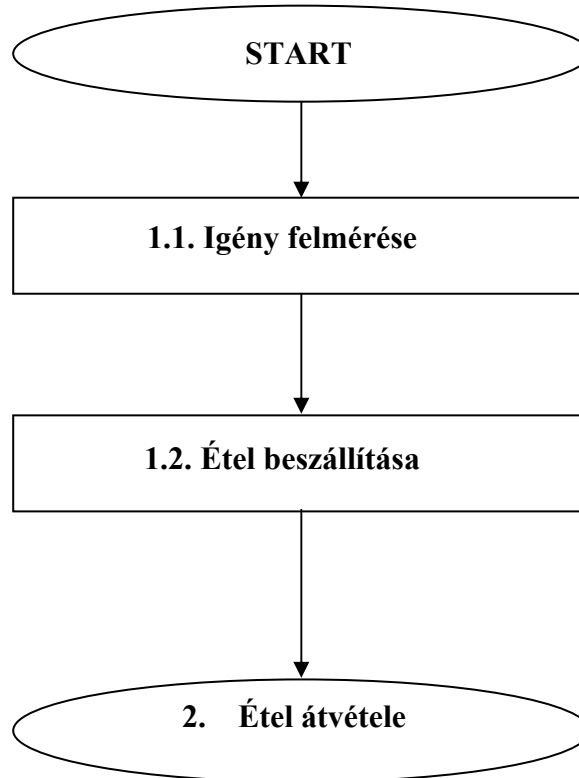 START
1.1. Igény felmérése
1.2. Étel beszállítása
2. Étel átvétele